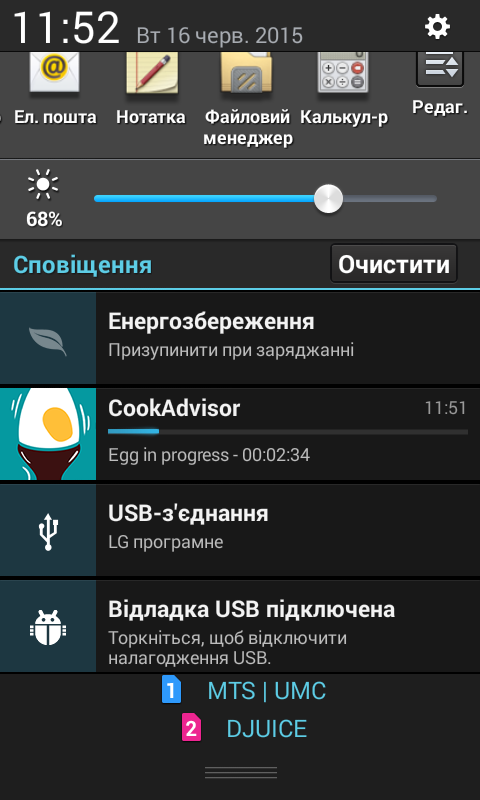 11:52 Вт 16 черв. 2015
Ел. пошта Нотатка Файловий менеджер Калькул-р Редаг.
68%
Сповіщення Очистити
Енергозбереження
Призупинити при заряджанні
CookAdvisor 11:51
Egg in progress - 00:02:34
USB-з'єднання
LG програмне
Відладка USB підключена
Торкніться, щоб відключити
налагодження USB.
1 MTS | UMC
2 DJUICE